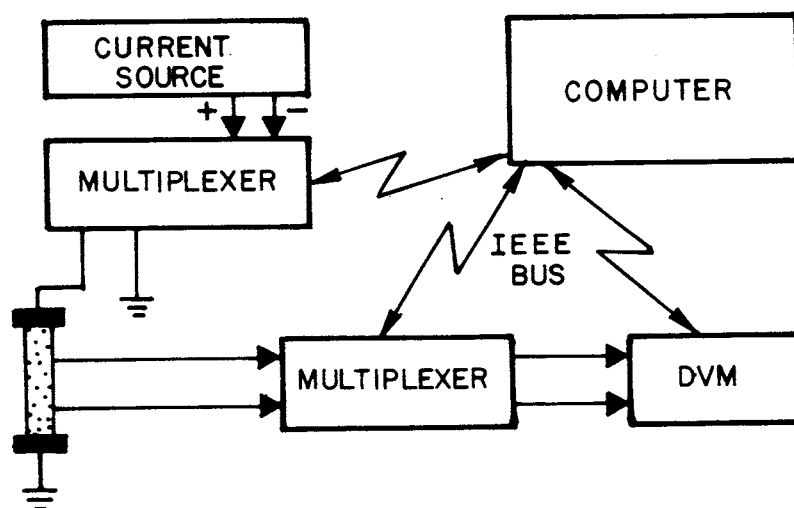 CURRENT
SOURCE
+ -
COMPUTER
MULTIPLEXER
IEEE
BUS
MULTIPLEXER
DVM